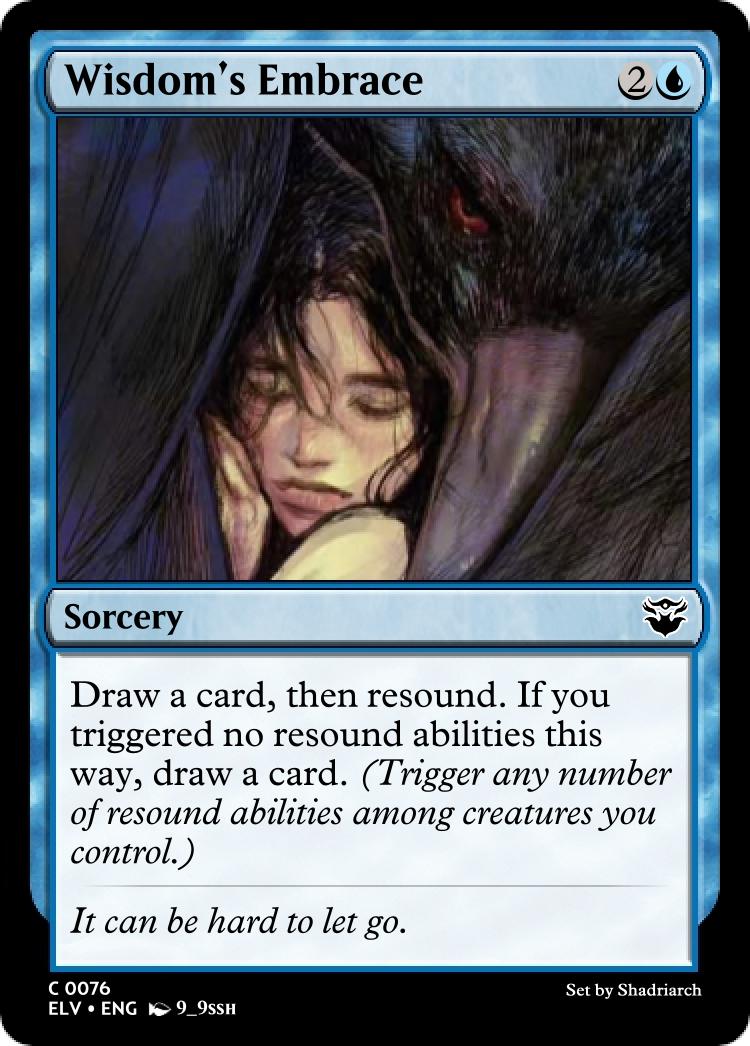 Wisdom's Embrace 2
Sorcery
Draw a card, then resound. If you
triggered no resound abilities this
way, draw a card. (Trigger any number
of resound abilities among creatures you
control.)
It can be hard to let go.
C 0076
ELV • ENG 9_9SSH
Set by Shadriarch